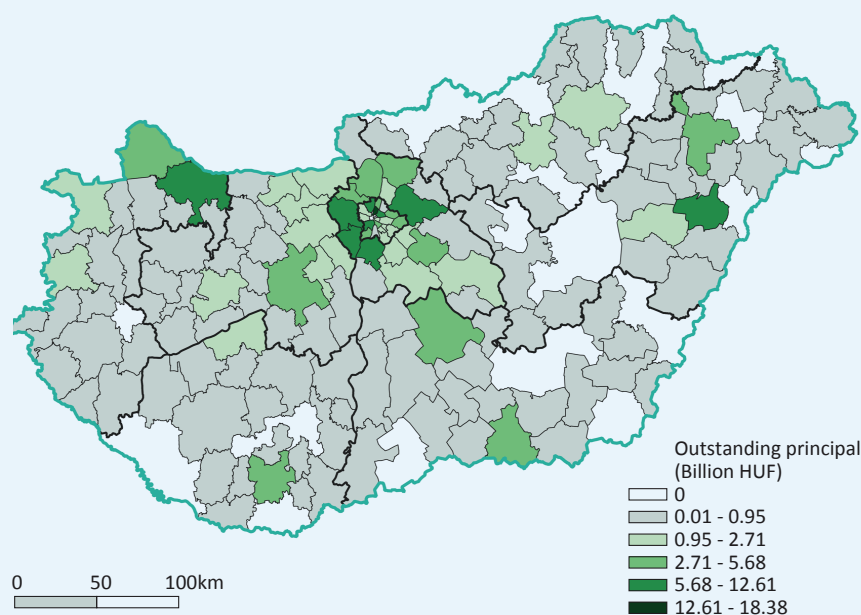 Outstanding principal
(Billion HUF)
0
0.01 - 0.95
0.95 - 2.71
2.71 - 5.68
5.68 - 12.61
12.61 - 18.38
0 50 100km